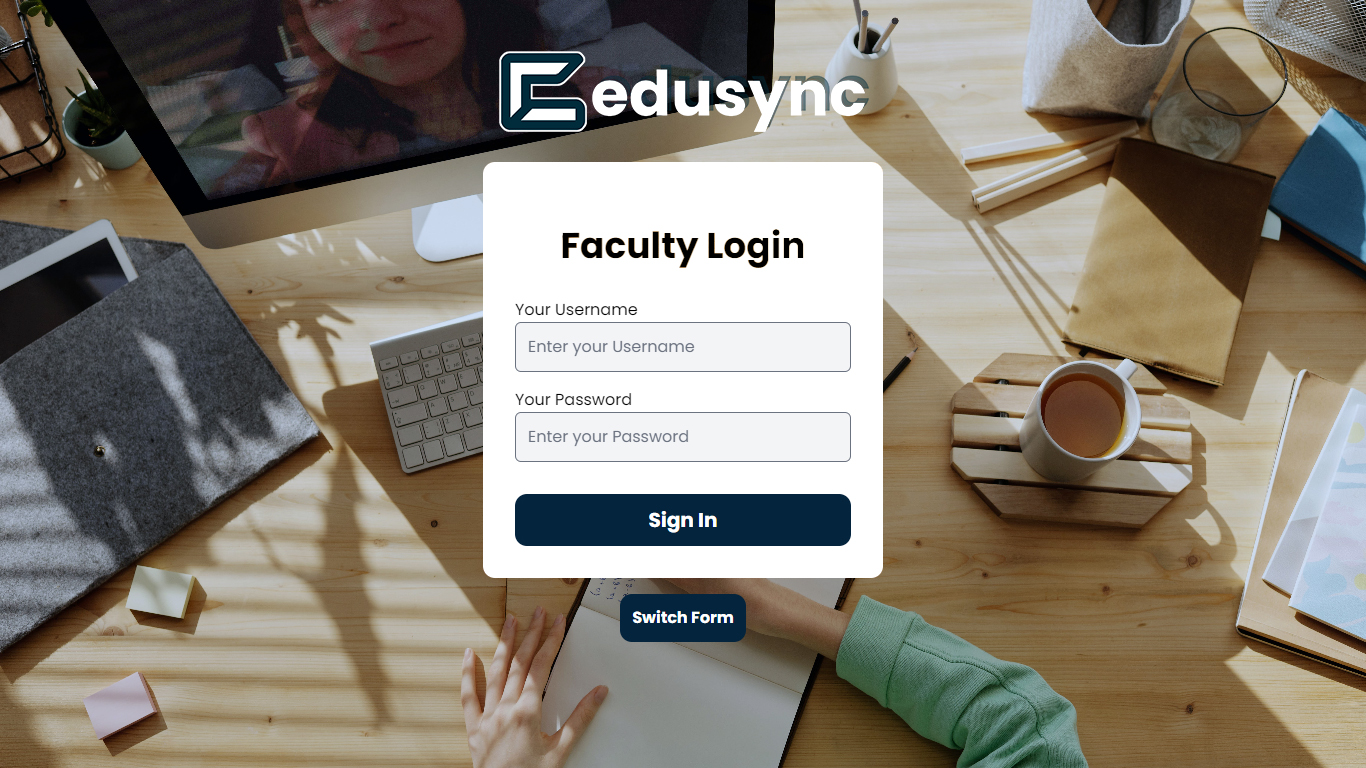 edusync
Faculty Login
Your Username
Enter your Username
Your Password
Enter your Password
Sign In
Switch Form